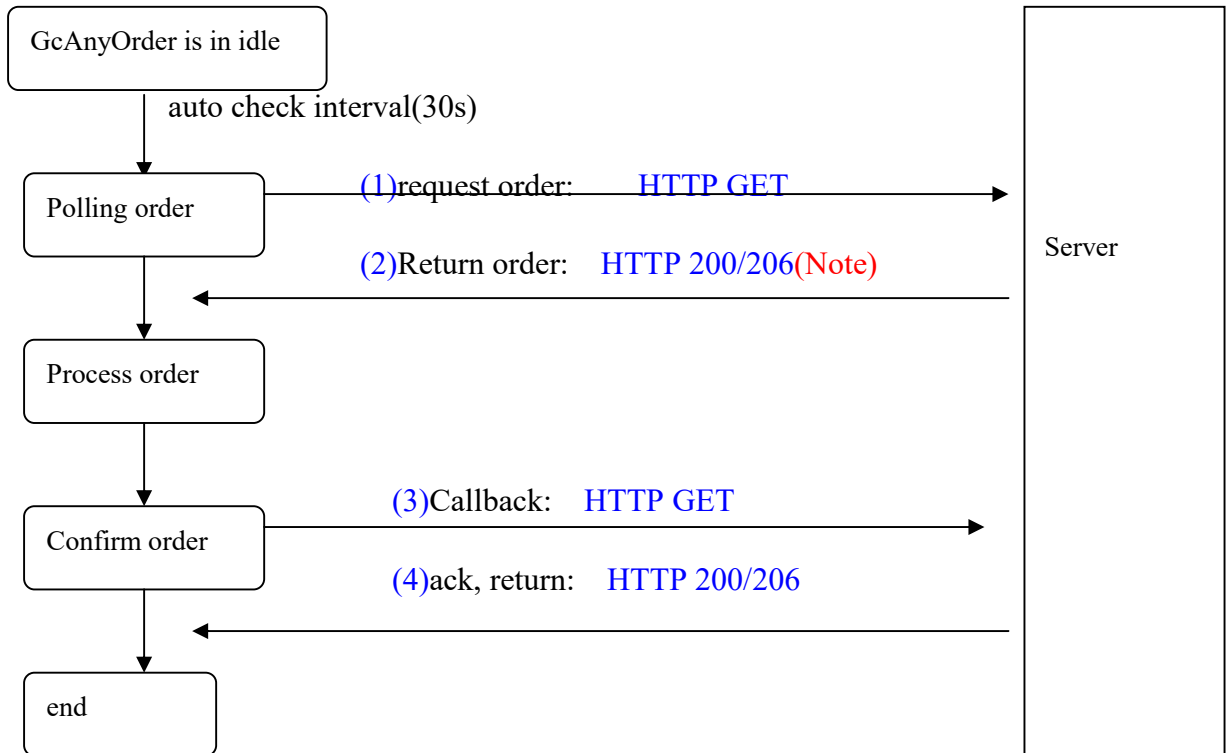 GcAnyOrder is in idle
auto check interval(30s)
Polling order
(1)request order: HTTP GET
(2)Return order: HTTP 200/206(Note)
Server
Process order
(3)Callback: HTTP GET
Confirm order
(4)ack, return: HTTP 200/206
end